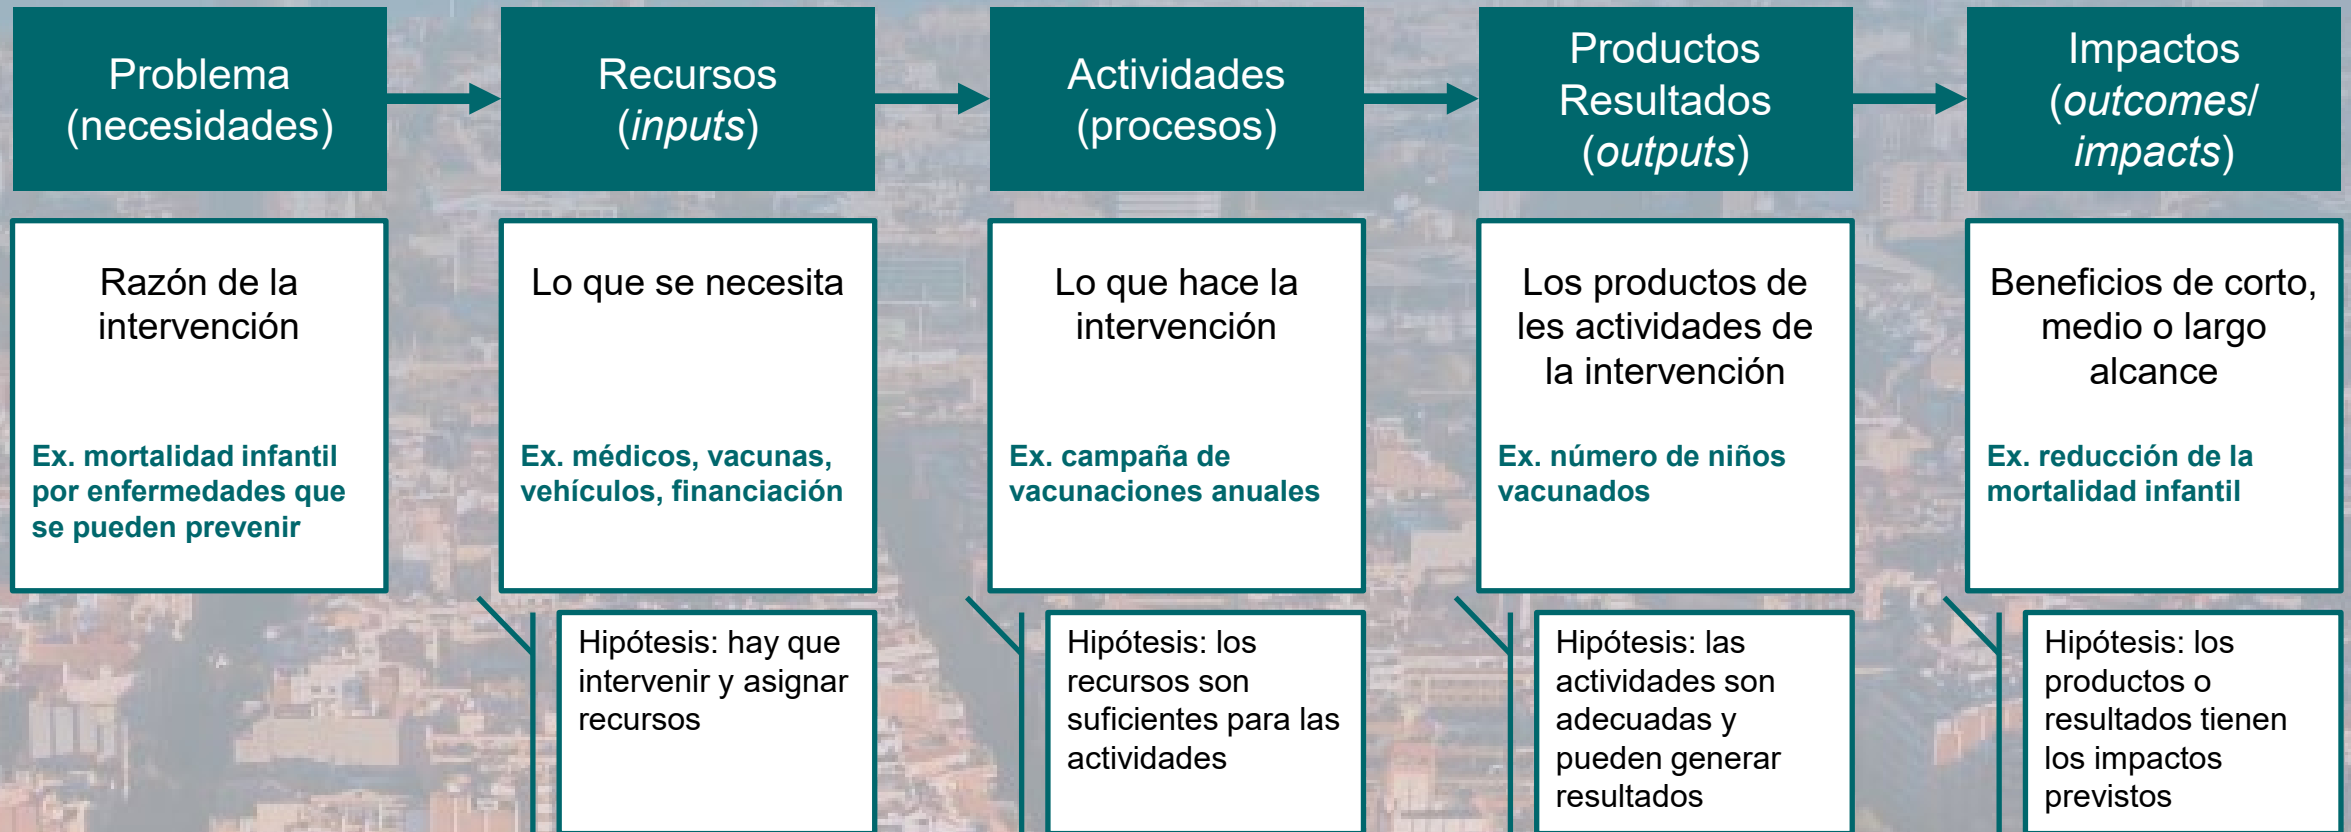 Problema
(necesidades)
Recursos
(inputs)
Actividades
(procesos)
Productos
Resultados
(outputs)
Impactos
(outcomes/
impacts)
Razón de la
intervención
Ex. mortalidad infantil
por enfermedades que
se pueden prevenir
Lo que se necesita
Ex. médicos, vacunas,
vehículos, financiación
Lo que hace la
intervención
Ex. campaña de
vacunaciones anuales
Los productos de
les actividades de
la intervención
Ex. número de niños
vacunados
Beneficios de corto,
medio o largo
alcance
Ex. reducción de la
mortalidad infantil
Hipótesis: hay que
intervenir y asignar
recursos
Hipótesis: los
recursos son
suficientes para las
actividades
Hipótesis: las
actividades son
adecuadas y
pueden generar
resultados
Hipótesis: los
productos o
resultados tienen
los impactos
previstos